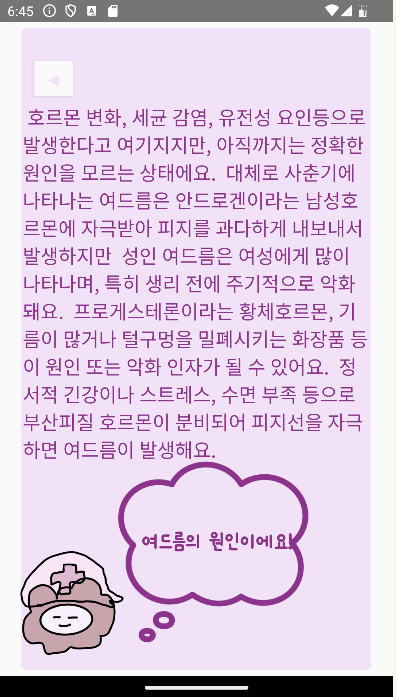 6:45
호르몬 변화, 세균 감염, 유전성 요인등으로
발생한다고 여기지지만, 아직까지는 정확한
원인을 모르는 상태에요. 대체로 사춘기에
나타나는 여드름은 안드로겐이라는 남성호
르몬에 자극받아 피지를 과다하게 내보내서
발생하지만 성인 여드름은 여성에게 많이
나타나며, 특히 생리 전에 주기적으로 악화
돼요. 프로게스테론이라는 황체호르몬, 기
름이 많거나 털구멍을 밀폐시키는 화장품 등
이 원인 또는 악화 인자가 될 수 있어요. 정
서적 긴강이나 스트레스, 수면 부족 등으로
부산피질 호르몬이 분비되어 피지선을 자극
하면 여드름이 발생해요.
여드름의 원인이에요!